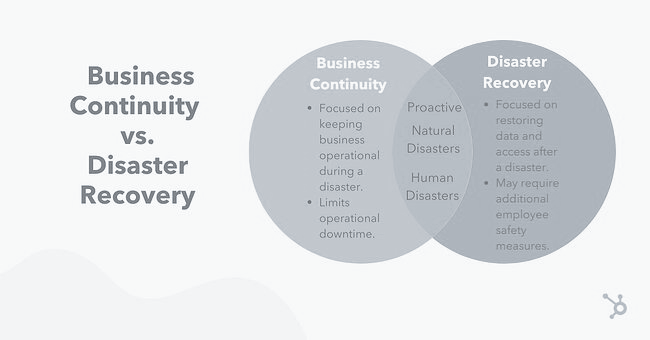 Business
Continuity
vs.
Disaster
Recovery
Business
Continuity
• Focused on
keeping
business
operational
during a
disaster.
• Limits
operational
downtime.
Proactive
Natural
Disasters
Human
Disasters
Disaster
Recovery
• Focused on
restoring
data and
access after
a disaster.
• May require
additional
employee
safety
measures.